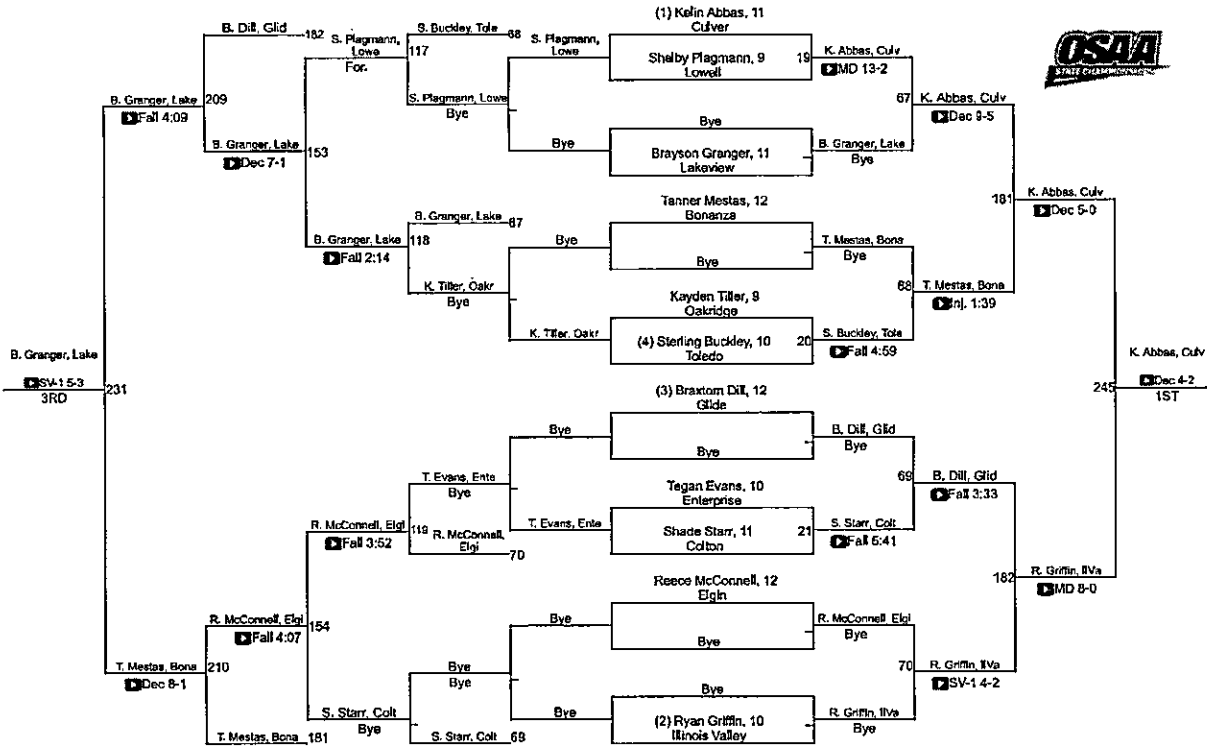 (1) Kelin Abbas, 11
Culver
Shelby Plagmann, 9
Lowell
19
Bye
Brayson Granger, 11
Lakeview
Tanner Mestas, 12
Bonanza
Bye
Kayden Tiller, 9
Oakridge
(4) Sterling Buckley, 10
Toledo
20
(3) Braxtom Dill, 12
Glide
Bye
Tegan Evans, 10
Enterprise
Shade Starr, 11
Colton
21
Reece McConnell, 12
Elgin
Bye
Bye
(2) Ryan Griffin, 10
Illinois Valley
K. Abbas, Culv
MD 13-2
67
B. Granger, Lake
Bye
T. Mestas, Bona
Bye
68
S. Buckley, Tole
Fall 4:59
B. Dill, Glid
Bye
69
S. Starr, Colt
Fall 5:41
R. McConnell, Elgi
Bye
70
R. Griffin, IlVa
Bye
K. Abbas, Culv
Dec 9-5
181
T. Mestas, Bona
Inj. 1:39
B. Dill, Glid
Fall 3:33
182
R. Griffin, IlVa
SV-1 4-2
K. Abbas, Culv
Dec 5-0
245
R. Griffin, IlVa
MD 8-0
K. Abbas, Culv
Dec 4-2
1ST
OSAA
STATE CHAMPIONSHIPS
S. Plagmann,
Lowe
Bye
Bye
K. Tiller, Oakr
Bye
T. Evans, Ente
Bye
Bye
S. Buckley, Tole
68
S. Plagmann, Lowe
Bye
B. Granger, Lake
67
K. Tiller, Oakr
Bye
T. Evans, Ente
Bye
R. McConnell,
Elgi
70
Bye
Bye
S. Starr, Colt
69
S. Plagmann,
Lowe
For.
117
B. Granger, Lake
Fall 2:14
118
R. McConnell, Elgi
Fall 3:52
119
S. Starr, Colt
Bye
B. Dill, Glid
182
B. Granger, Lake
Dec 7-1
153
R. McConnell, Elgi
Fall 4:07
154
T. Mestas, Bona
181
B. Granger, Lake
Fall 4:09
209
T. Mestas, Bona
Dec 8-1
210
B. Granger, Lake
SV-1 5-3
3RD
231